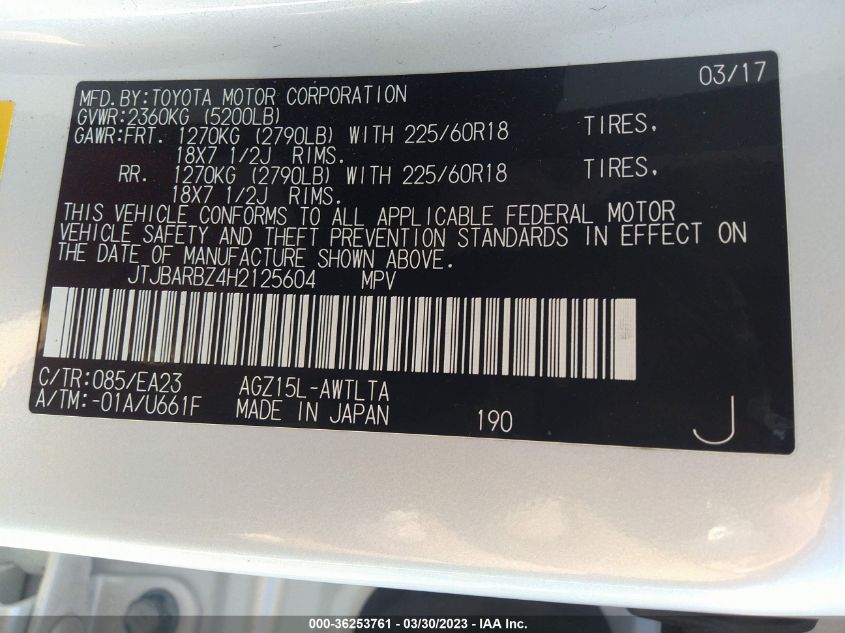 03/17
MFD.BY:TOYOTA MOTOR CORPORATION
GVWR:2360KG (5200LB)
GAWR:FRT. 1270KG (2790LB) WITH 225/60R18 TIRES,
18X7 1/2J RIMS.
RR. 1270KG (2790LB) WITH 225/60R18 TIRES,
18X7 1/2J RIMS.
THIS VEHICLE CONFORMS TO ALL APPLICABLE FEDERAL MOTOR
VEHICLE SAFETY AND THEFT PREVENTION STANDARDS IN EFFECT ON
THE DATE OF MANUFACTURE SHOWN ABOVE.
JTJBARBZ4H2125604 MPV
C/TR:085/EA23 AGZ15L-AWTLTA
A/TM:-01A/U661F MADE IN JAPAN 190 J
000-36253761 - 03/30/2023 - IAA Inc.